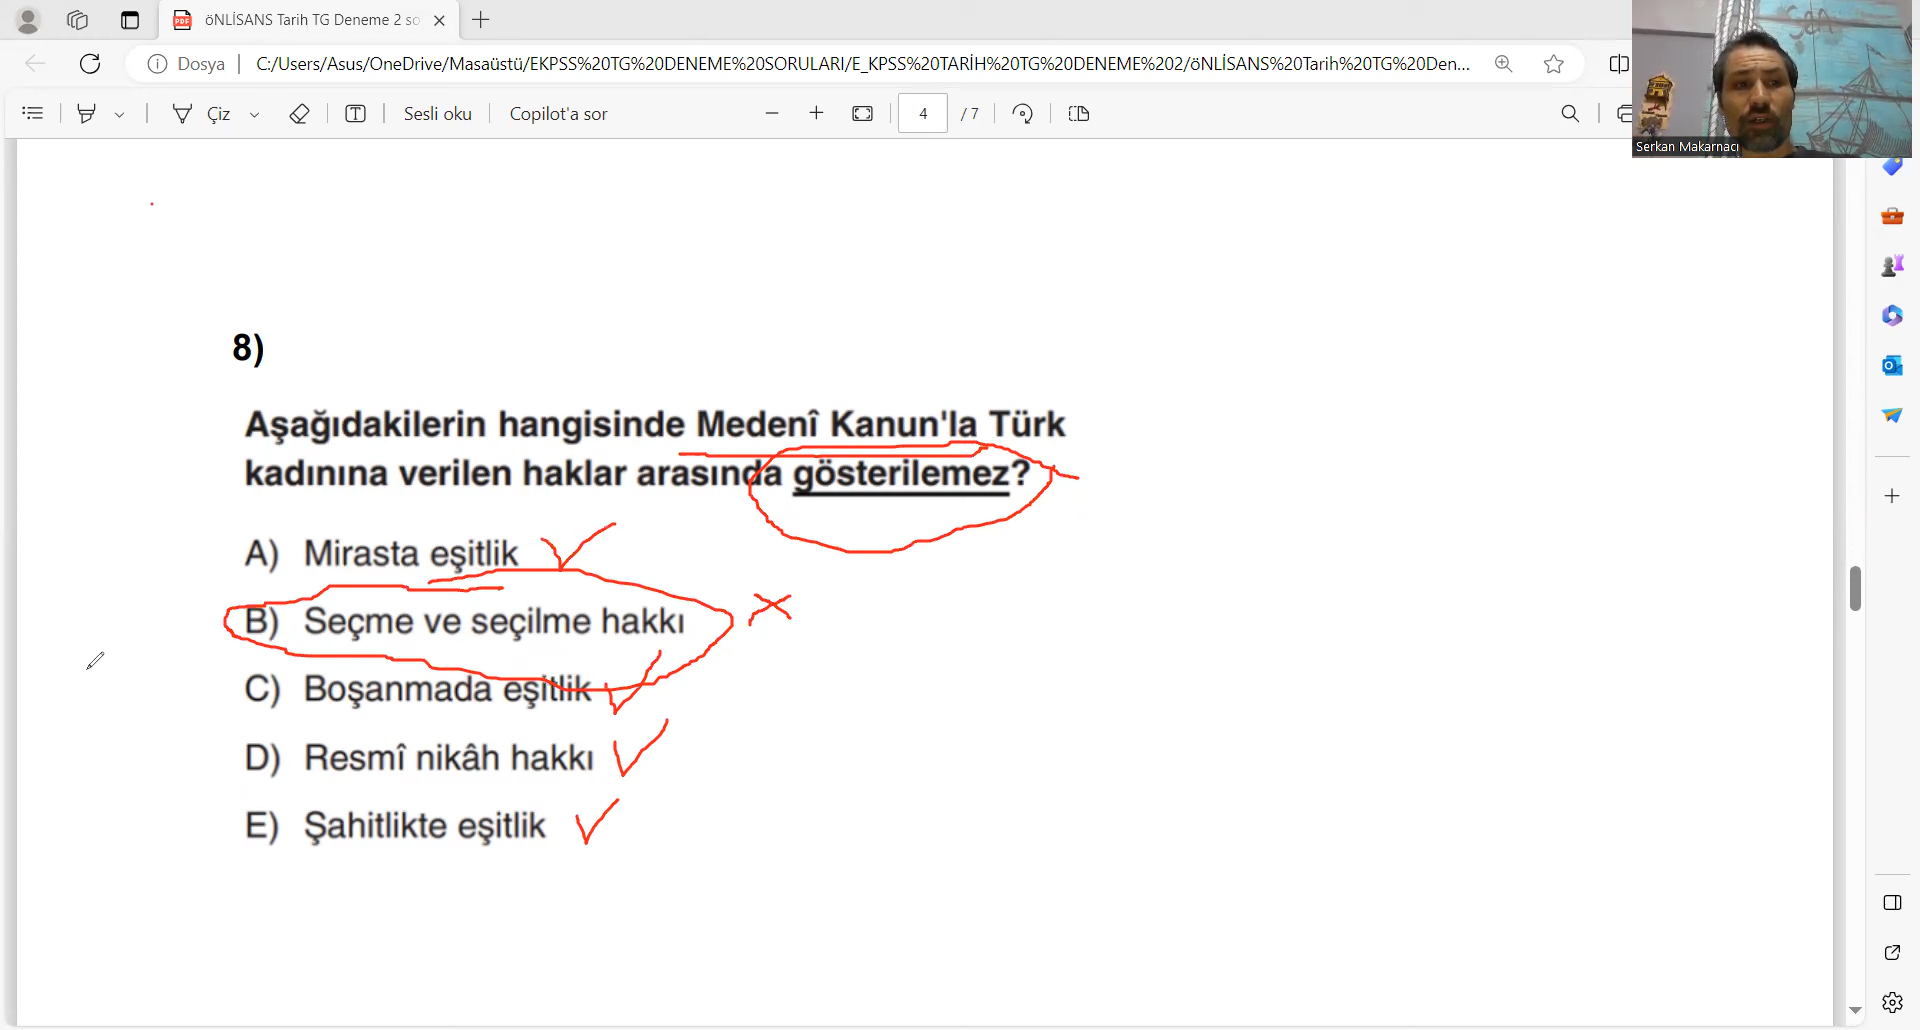 öNLİSANS Tarih TG Deneme 2 so
Dosya
C:/Users/Asus/OneDrive/Masaüstü/EKPSS%20TG%20DENEME%20SORULARI/E_KPSS%20TARİH%20TG%20DENEME%202/öNLİSANS%20Tarih%20TG%20Den...
Çiz
Sesli oku
Copilot'a sor
4 / 7
Serkan Makarnacı
8)
Aşağıdakilerin hangisinde Medenî Kanun'la Türk
kadınına verilen haklar arasında gösterilemez?
A) Mirasta eşitlik
B) Seçme ve seçilme hakkı
C) Boşanmada eşitlik
D) Resmî nikâh hakkı
E) Şahitlikte eşitlik